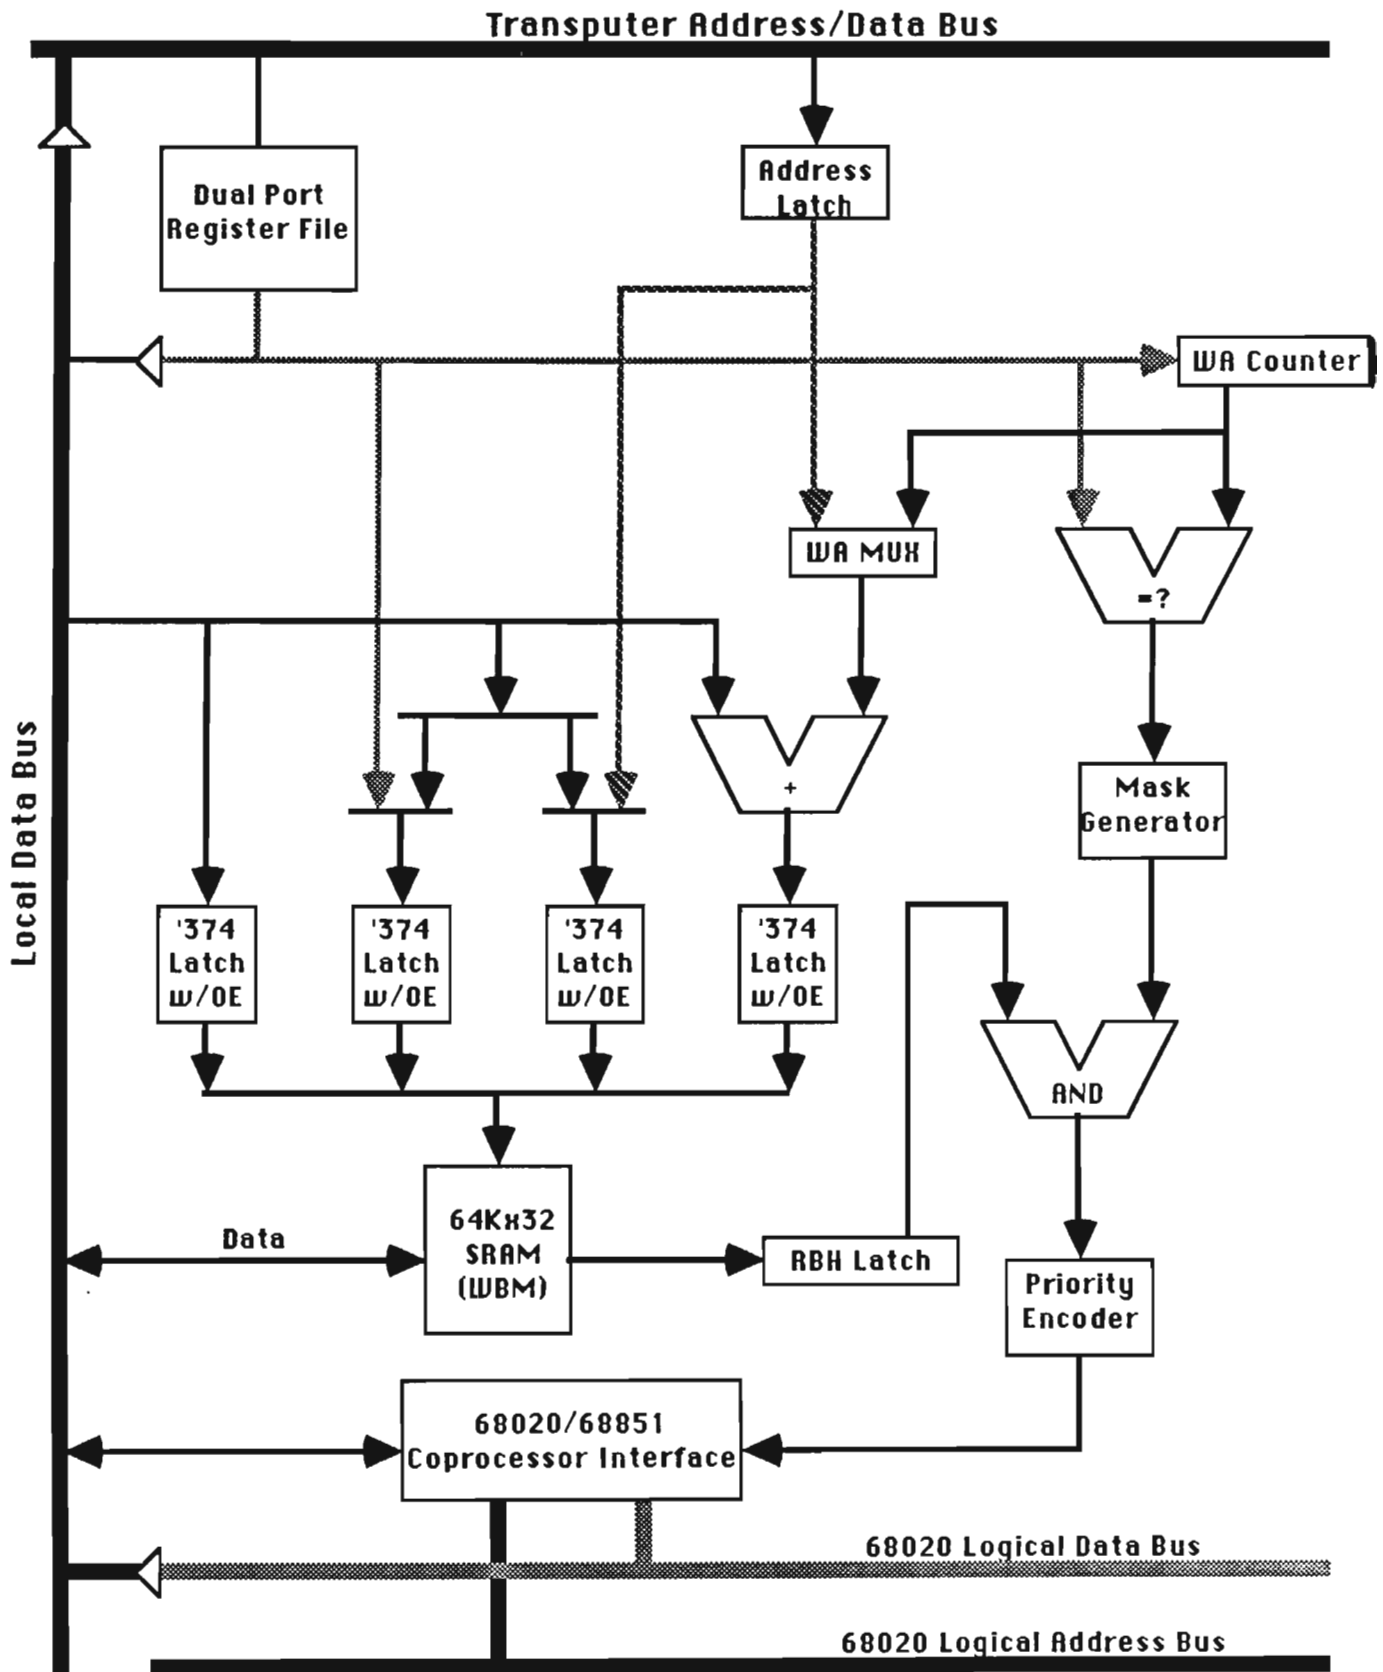 Transputer Address/Data Bus
Dual Port
Register File
Address
Latch
WA Counter
WA MUX
=?
+
Mask
Generator
Local Data Bus
'374
Latch
w/OE
'374
Latch
w/OE
'374
Latch
w/OE
'374
Latch
w/OE
AND
64Kx32
SRAM
(WBM)
Data
RBH Latch
Priority
Encoder
68020/68851
Coprocessor Interface
68020 Logical Data Bus
68020 Logical Address Bus